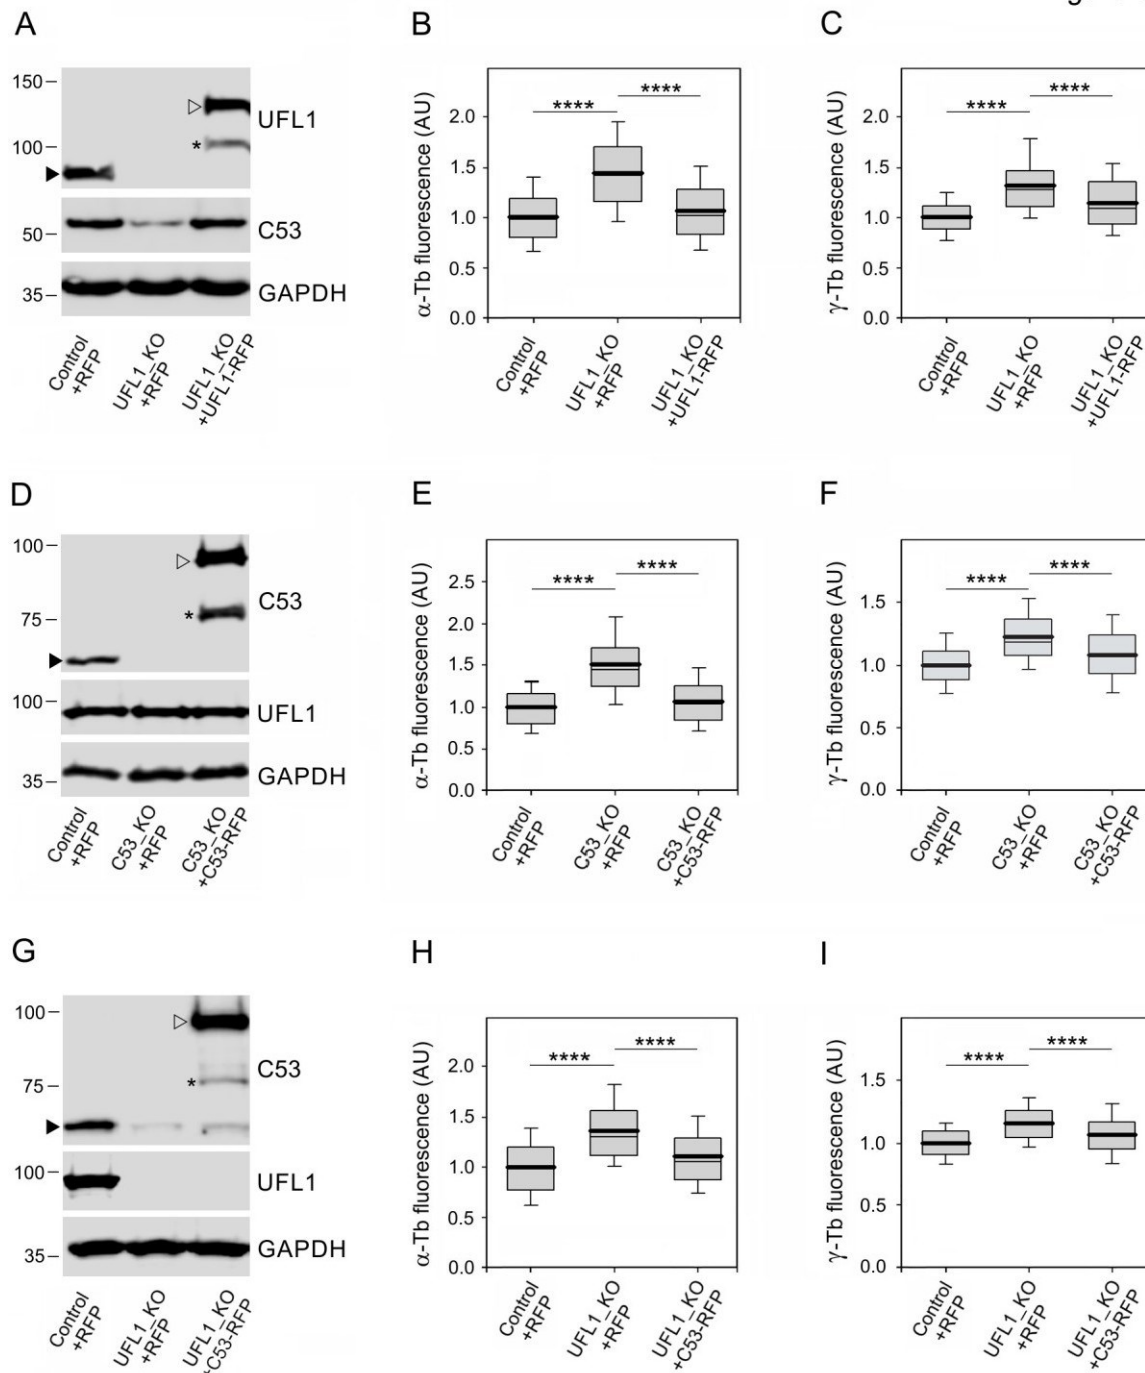 A
150
100
50
35
UFL1
*
C53
GAPDH
Control
+RFP
UFL1_KO
+RFP
UFL1_KO
+UFL1-RFP
B
α-Tb fluorescence (AU)
2.0
1.5
1.0
0.5
0.0
****
****
Control
+RFP
UFL1_KO
+RFP
UFL1_KO
+UFL1-RFP
C
γ-Tb fluorescence (AU)
2.0
1.5
1.0
0.5
0.0
****
****
Control
+RFP
UFL1_KO
+RFP
UFL1_KO
+UFL1-RFP
D
100
75
100
35
C53
*
UFL1
GAPDH
Control
+RFP
C53_KO
+RFP
C53_KO
+C53-RFP
E
α-Tb fluorescence (AU)
2.5
2.0
1.5
1.0
0.5
0.0
****
****
Control
+RFP
C53_KO
+RFP
C53_KO
+C53-RFP
F
γ-Tb fluorescence (AU)
1.5
1.0
0.5
0.0
****
****
Control
+RFP
C53_KO
+RFP
C53_KO
+C53-RFP
G
100
75
100
35
C53
*
UFL1
GAPDH
Control
+RFP
UFL1_KO
+RFP
UFL1_KO
+C53-RFP
H
α-Tb fluorescence (AU)
2.0
1.5
1.0
0.5
0.0
****
****
Control
+RFP
UFL1_KO
+RFP
UFL1_KO
+C53-RFP
I
γ-Tb fluorescence (AU)
1.5
1.0
0.5
0.0
****
****
Control
+RFP
UFL1_KO
+RFP
UFL1_KO
+C53-RFP